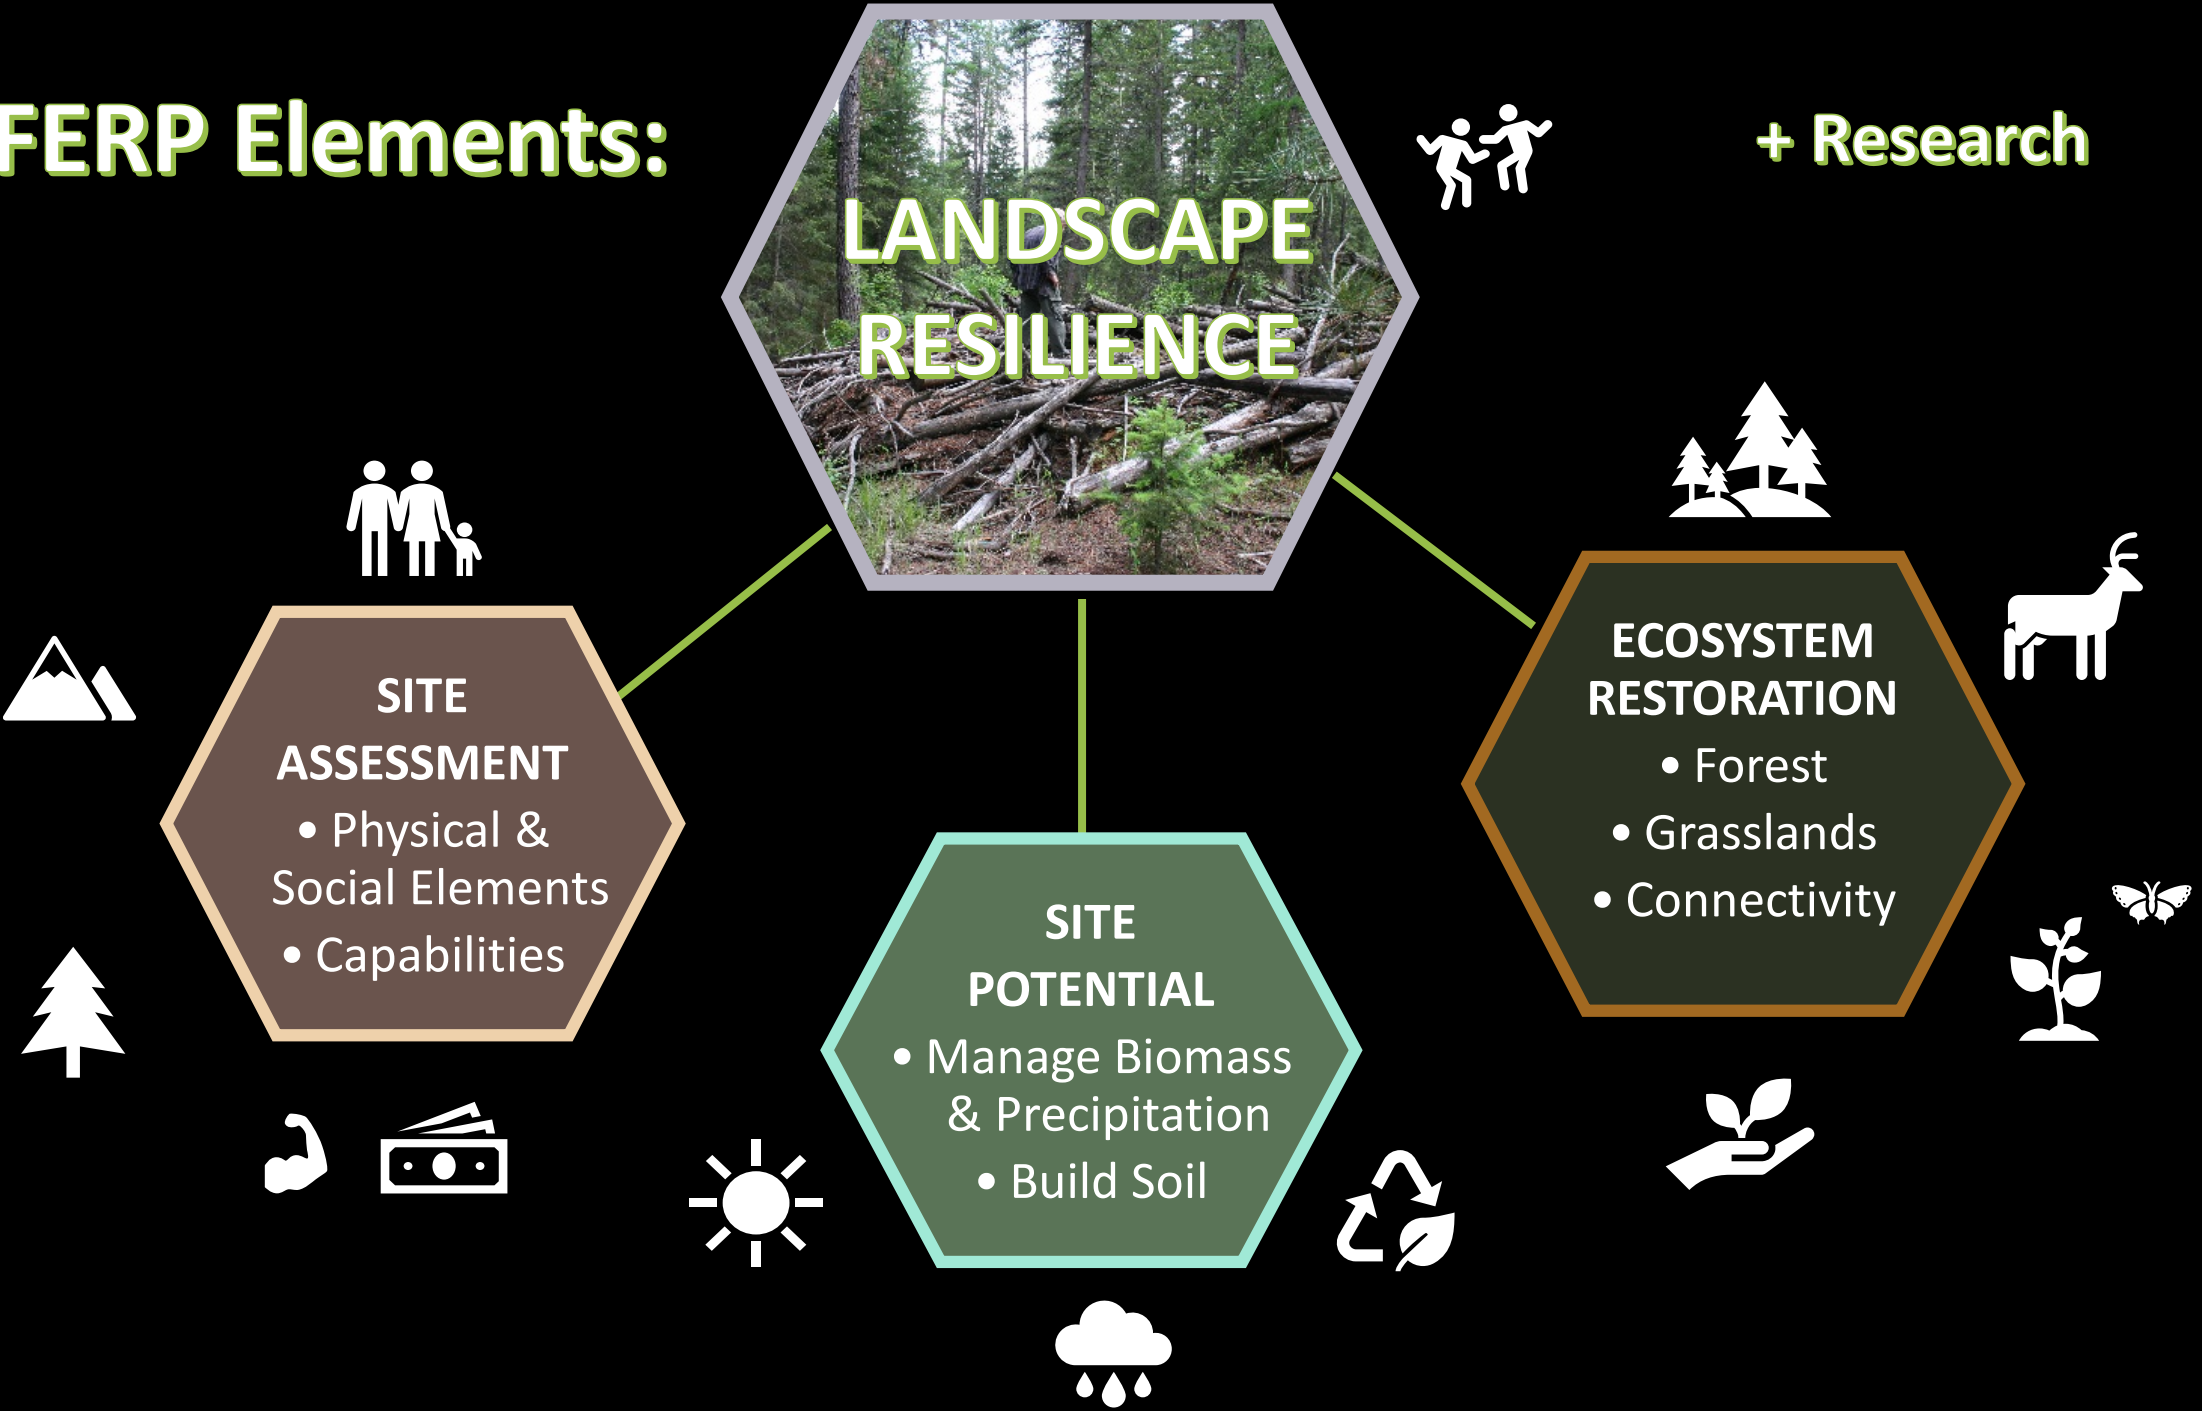 FERP Elements:
+ Research
LANDSCAPE
RESILIENCE
SITE
ASSESSMENT
• Physical &
Social Elements
• Capabilities
SITE
POTENTIAL
• Manage Biomass
& Precipitation
• Build Soil
ECOSYSTEM
RESTORATION
• Forest
• Grasslands
• Connectivity